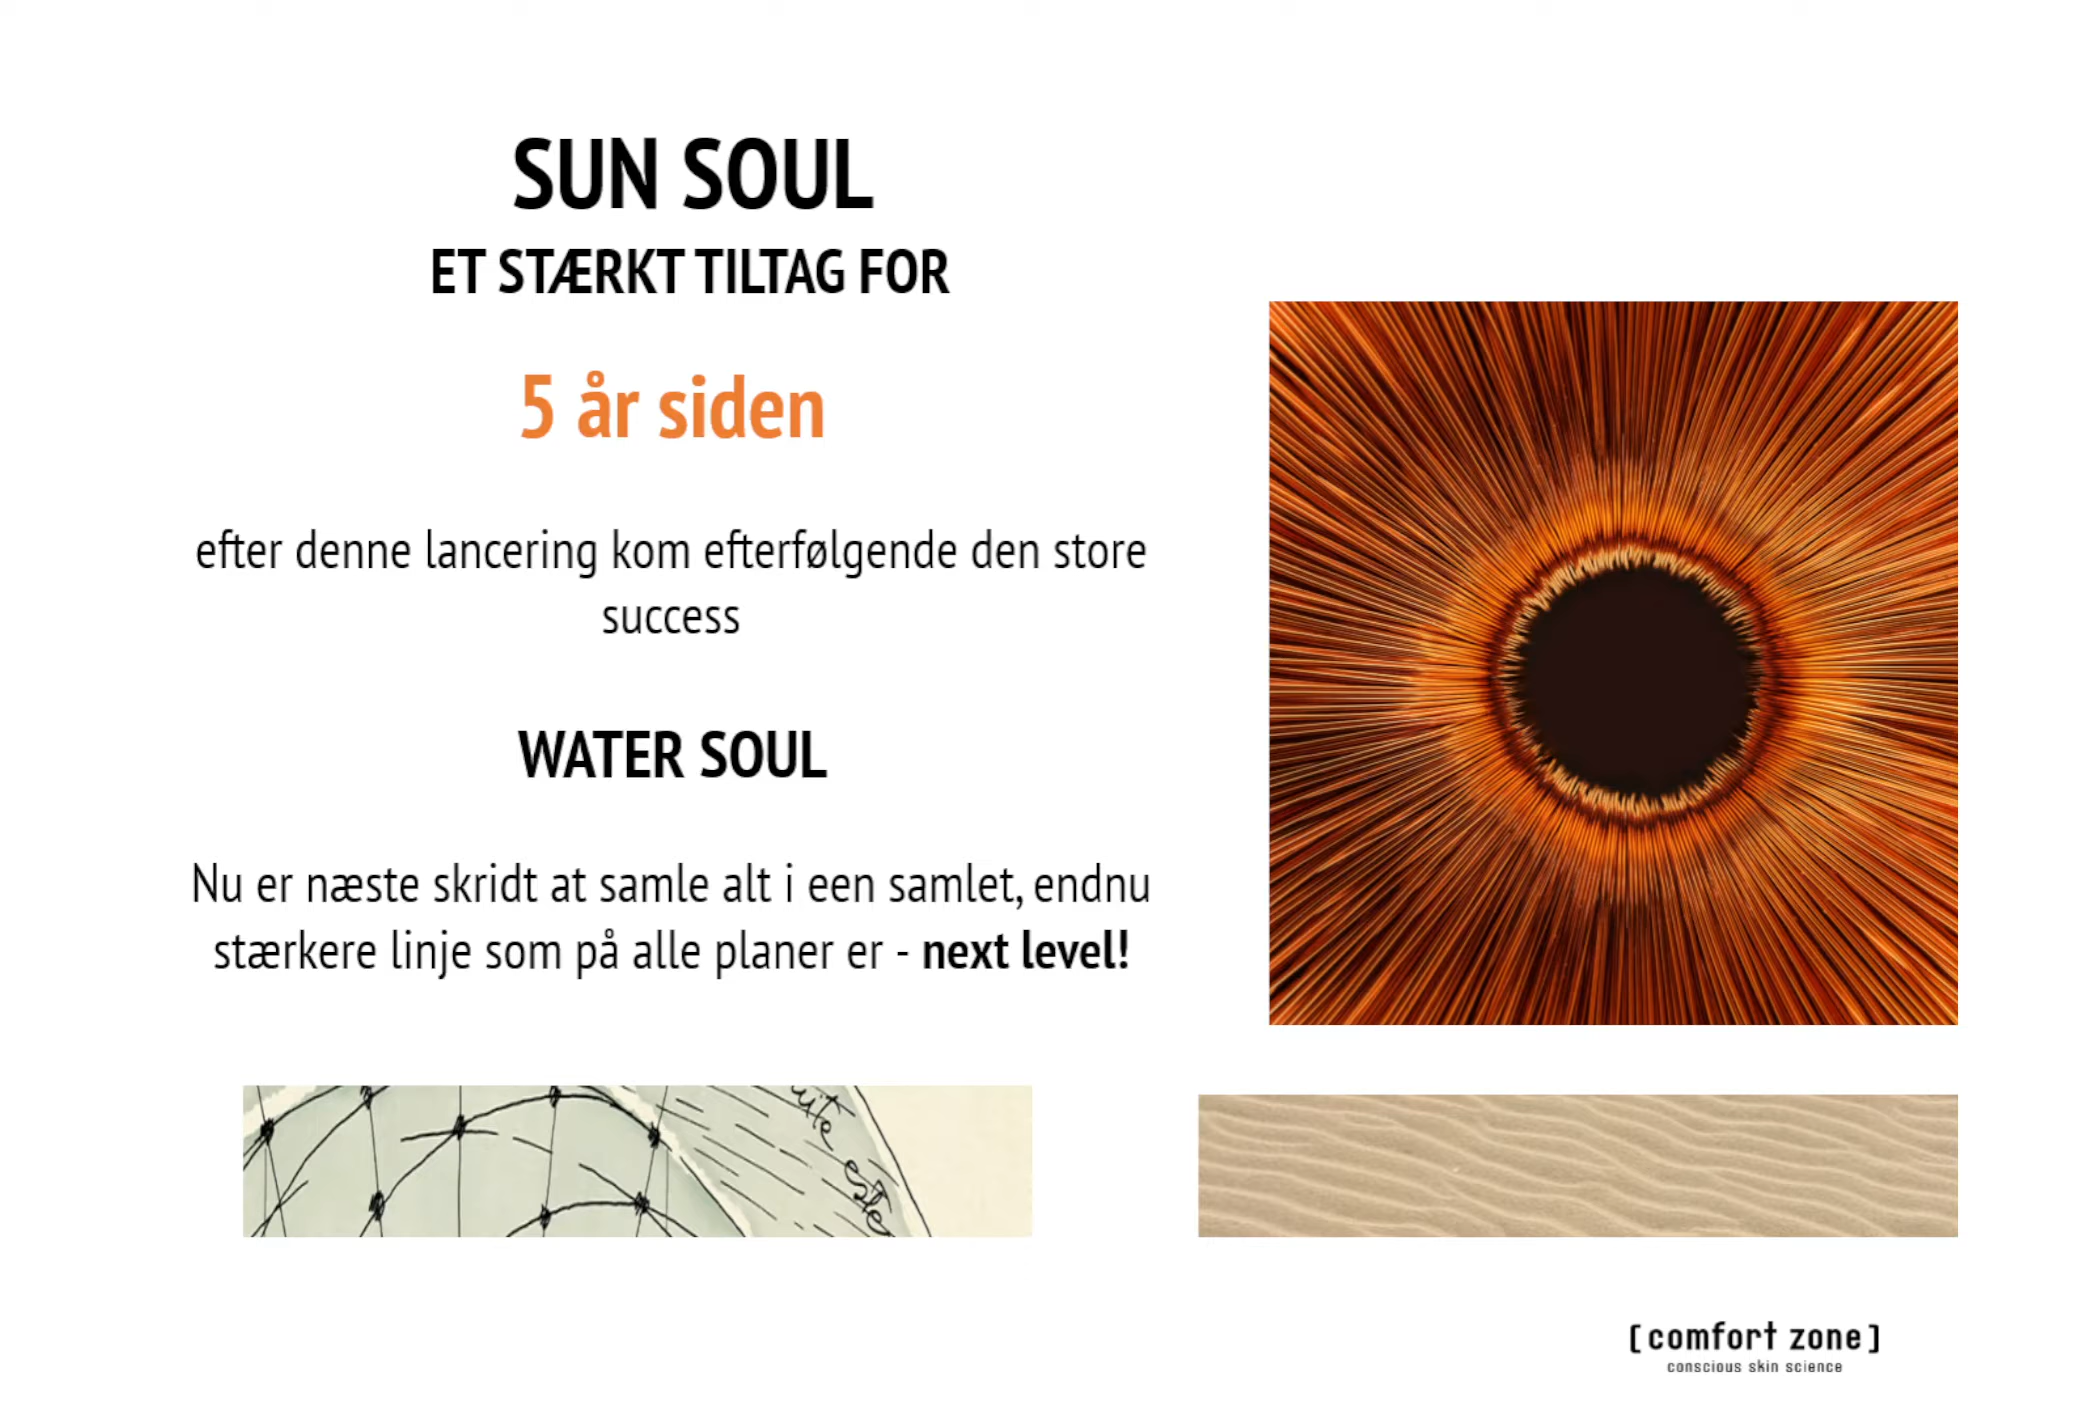 SUN SOUL
ET STÆRKT TILTAG FOR
5 år siden
efter denne lancering kom efterfølgende den store
success
WATER SOUL
Nu er næste skridt at samle alt i een samlet, endnu
stærkere linje som på alle planer er - next level!
[comfort zone]
conscious skin science